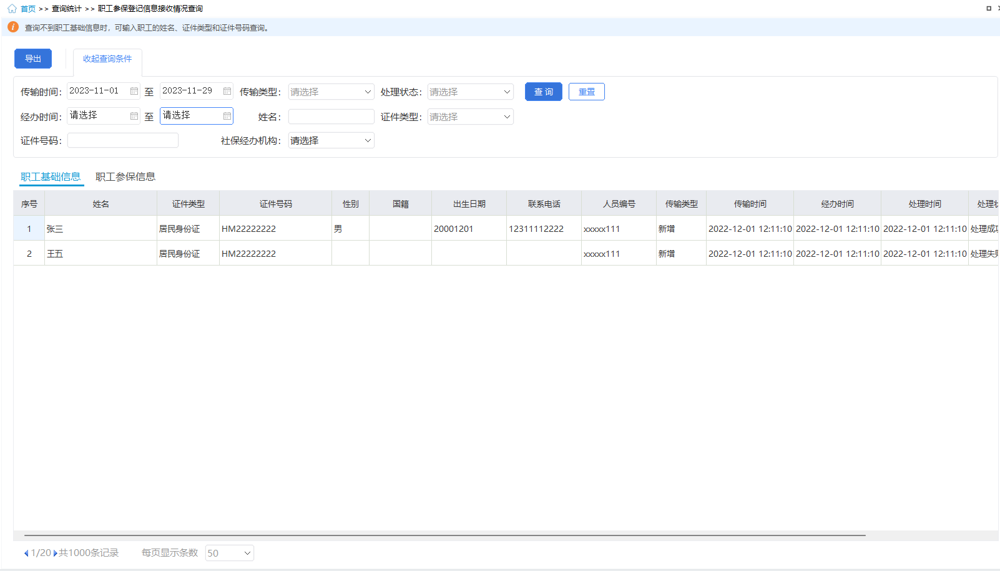 首页 >> 查询统计 >> 职工参保登记信息接收情况查询
查询不到职工基础信息时，可输入职工的姓名、证件类型和证件号码查询。
导出 收起查询条件
传输时间： 2023-11-01 至 2023-11-29 传输类型： 请选择 处理状态： 请选择 查 询 重置
经办时间： 请选择 至 请选择 姓名： 证件类型： 请选择
证件号码： 社保经办机构： 请选择
职工基础信息 职工参保信息
序号 姓名 证件类型 证件号码 性别 国籍 出生日期 联系电话 人员编号 传输类型 传输时间 经办时间 处理时间 处理
1 张三 居民身份证 HM22222222 男 20001201 12311112222 xxxxx111 新增 2022-12-01 12:11:10 2022-12-01 12:11:10 2022-12-01 12:11:10 处理成
2 王五 居民身份证 HM22222222 xxxxx111 新增 2022-12-01 12:11:10 2022-12-01 12:11:10 2022-12-01 12:11:10 处理失
1/20 共1000条记录 每页显示条数 50